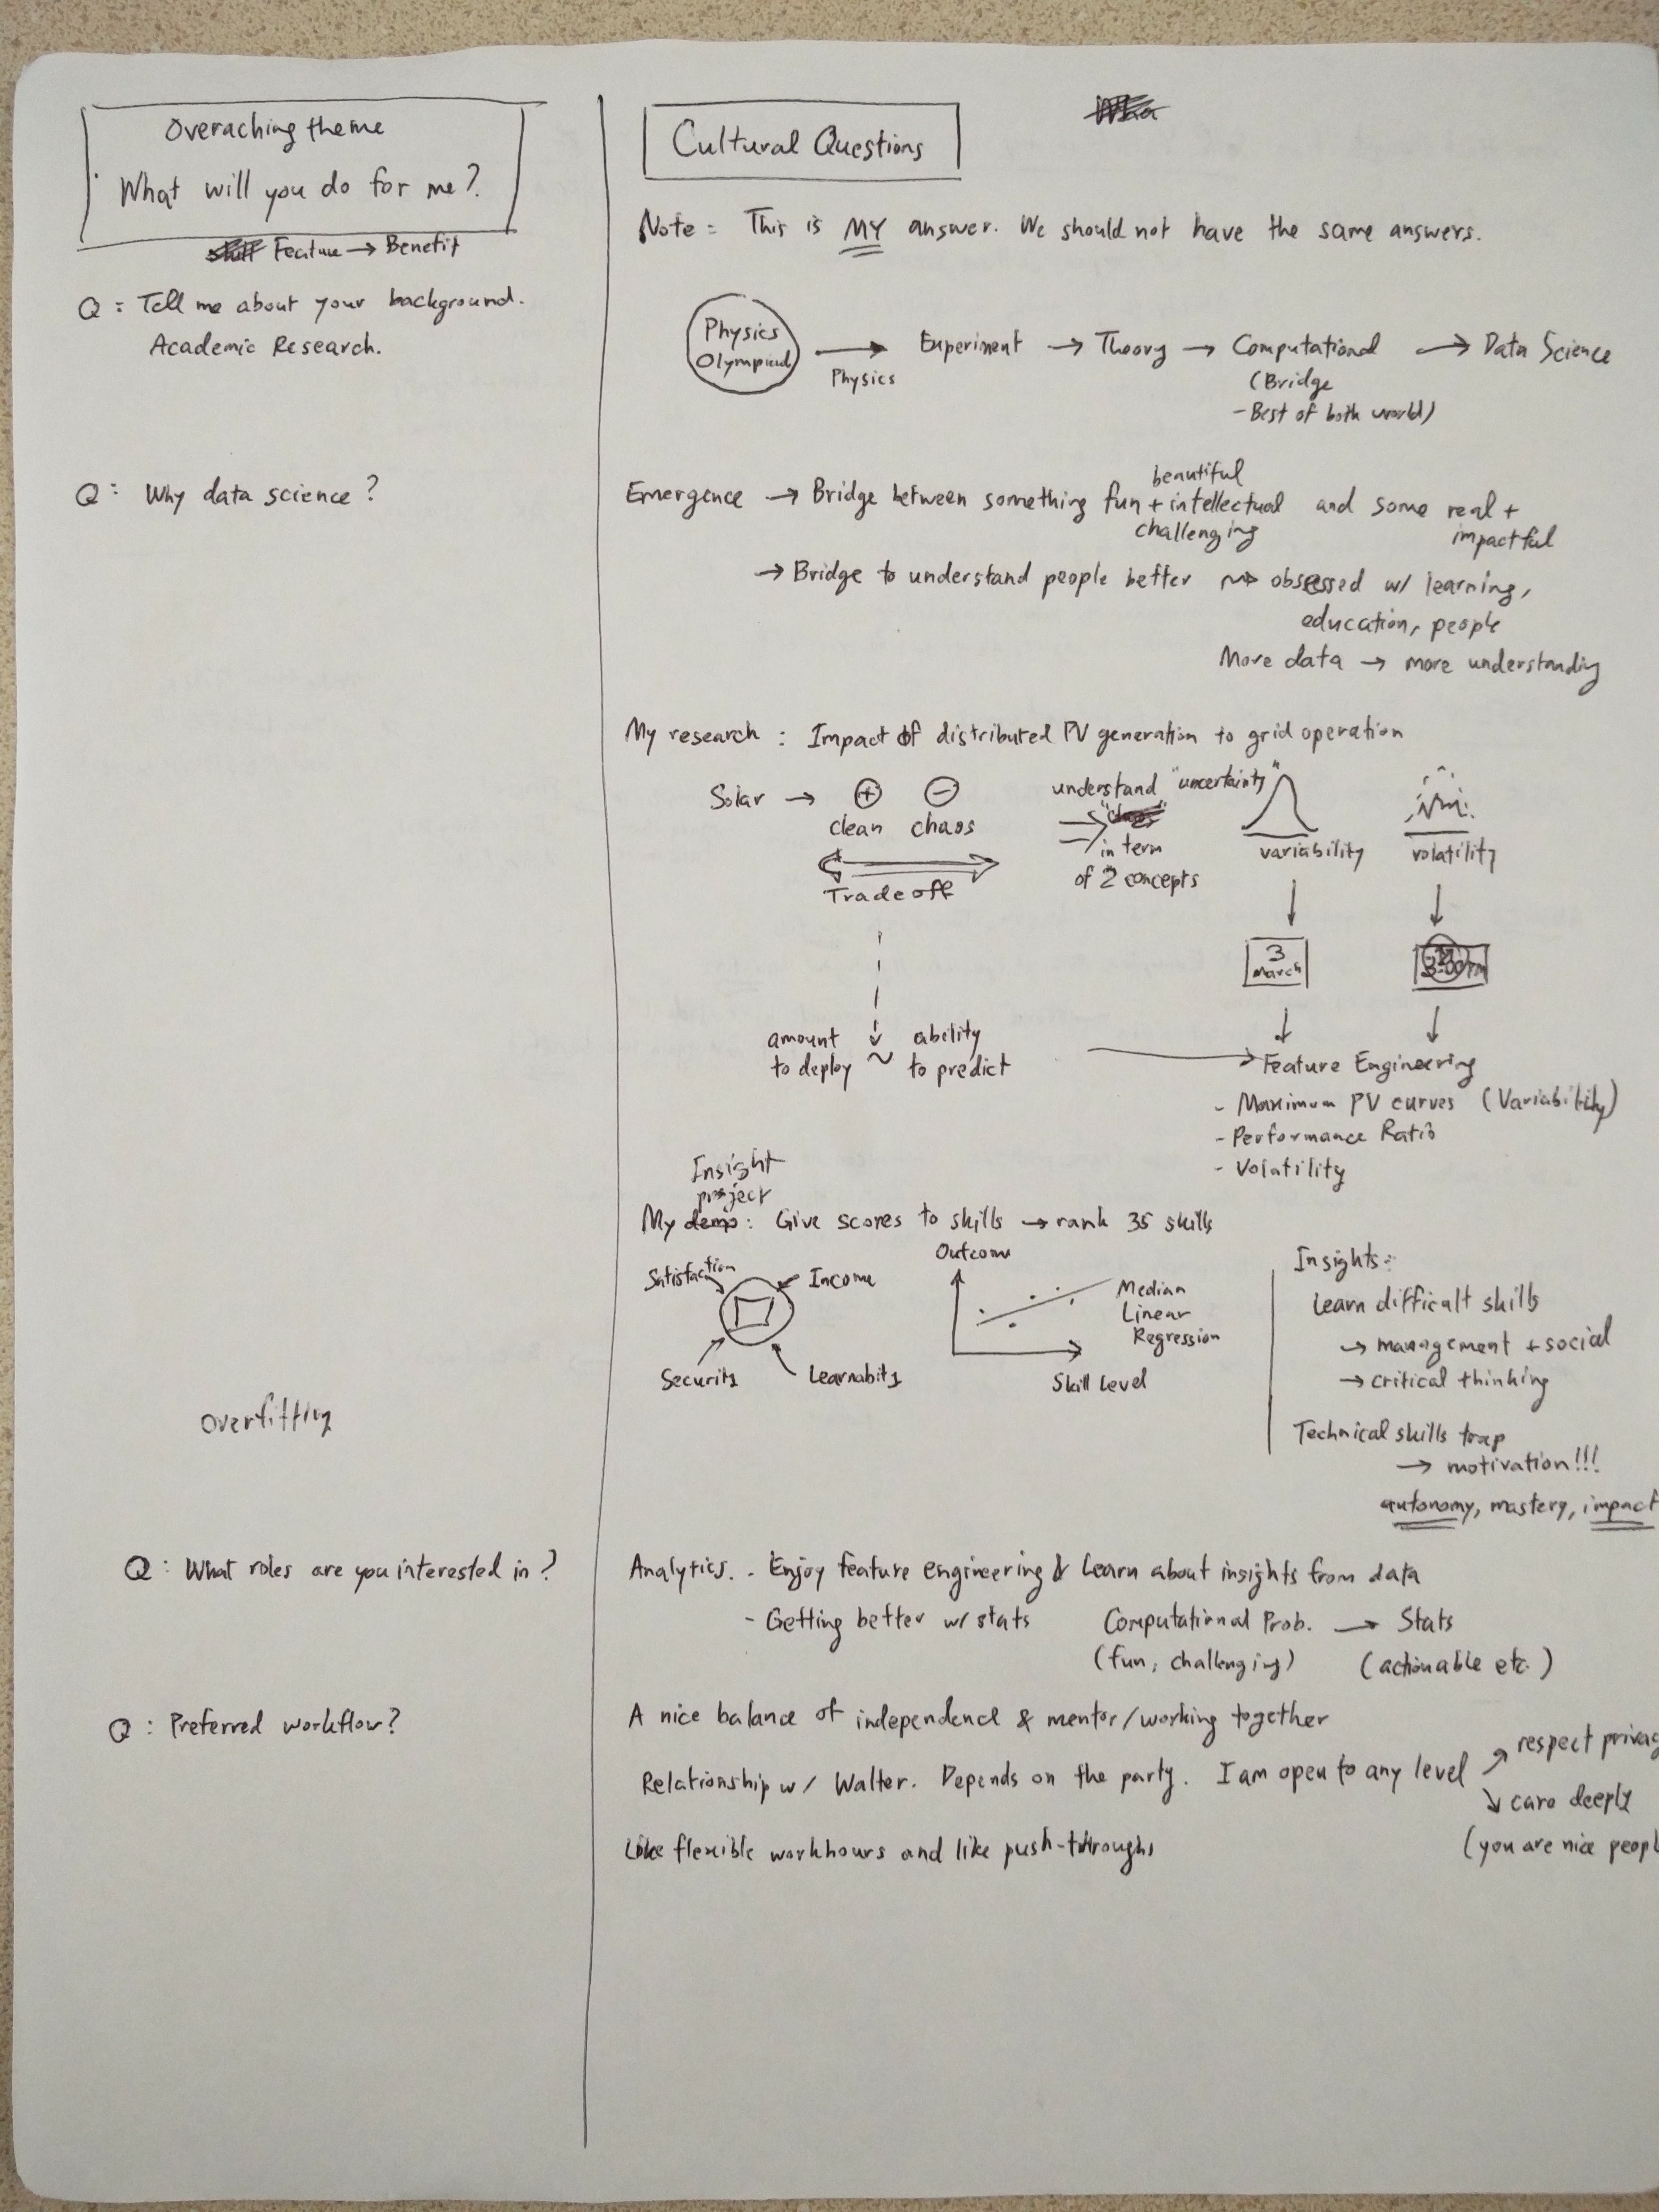 Overaching theme
What will you do for me?
Feature → Benefit
Cultural Questions
Note: This is MY answer. We should not have the same answers.
Q: Tell me about your background.
Academic Research.
Physics
Olympiad
→
Physics
Experiment → Theory → Computational → Data Science
(Bridge
- Best of both world)
Q: Why data science?
beautiful
Emergence → Bridge between something fun + intellectual and some real +
challenging
impactful
→ Bridge to understand people better ⇝ obsessed w/ learning,
education, people
More data → more understanding
My research: Impact of distributed PV generation to grid operation
Solar → ⊕ ⊖
clean chaos
Tradeoff
understand "uncertainty"
in term
of 2 concepts
variability
volatility
3
March
amount
to deploy ~
ability
to predict
Feature Engineering
- Maximum PV curves (Variability)
- Performance Ratio
- Volatility
Insight
project
My demo: Give scores to skills → rank 35 skills
Satisfaction
Income
Security
Learnability
Outcome
Median
Linear
Regression
Skill Level
Insights:
Learn difficult skills
→ management + social
→ critical thinking
Technical skills trap
→ motivation!!!
autonomy, mastery, impact
Overfitting
Q: What roles are you interested in?
Analytics. - Enjoy feature engineering & Learn about insights from data
- Getting better w/ stats
Computational Prob. → Stats
(fun, challenging)
(actionable etc.)
Q: Preferred workflow?
A nice balance of independence & mentor/working together
Relationship w/ Walter. Depends on the party. I am open to any level
respect privac
care deeply
(you are nice peopl
Like flexible workhours and like push-throughs